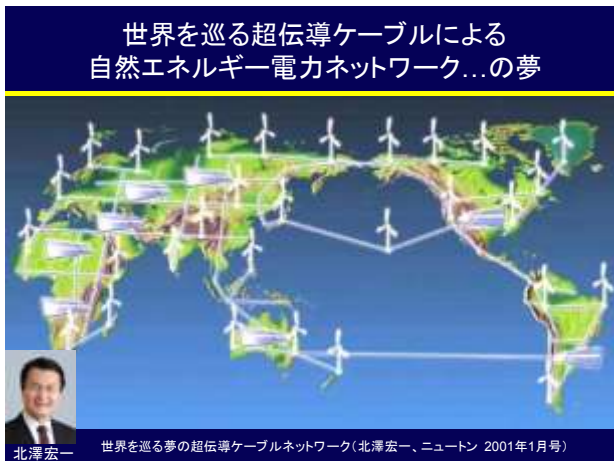 世界を巡る超伝導ケーブルによる
自然エネルギー電力ネットワーク…の夢
北澤宏一
世界を巡る夢の超伝導ケーブルネットワーク(北澤宏一、ニュートン 2001年1月号)